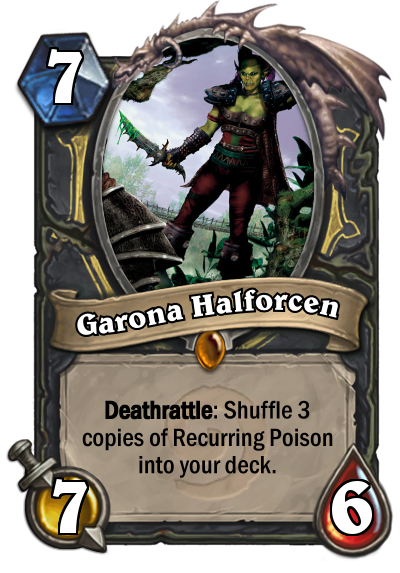 7
Garona Halforcen
Deathrattle: Shuffle 3
copies of Recurring Poison
into your deck.
7
6